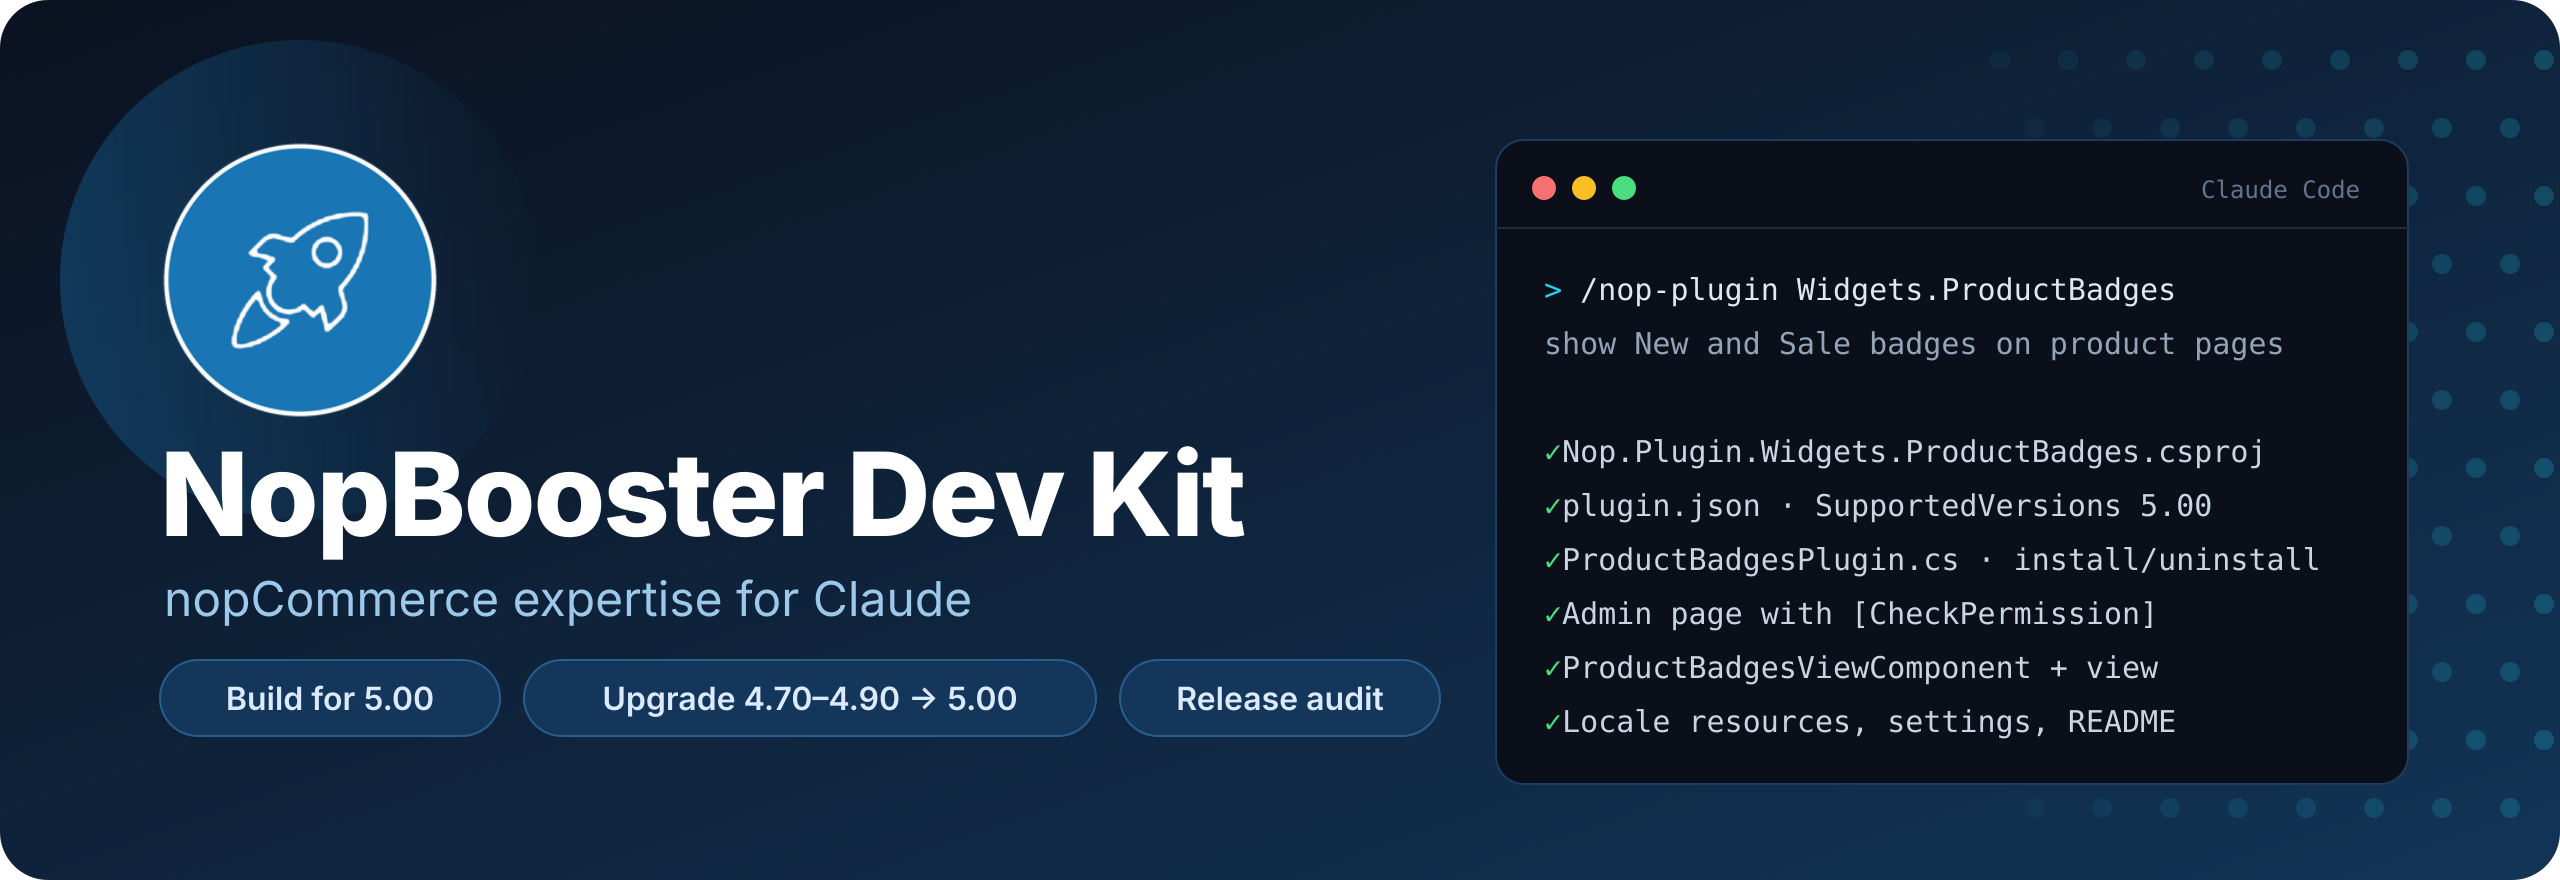 NopBooster Dev Kit
nopCommerce expertise for Claude
Build for 5.00
Upgrade 4.70–4.90 → 5.00
Release audit
Claude Code
> /nop-plugin Widgets.ProductBadges
show New and Sale badges on product pages
✓Nop.Plugin.Widgets.ProductBadges.csproj
✓plugin.json · SupportedVersions 5.00
✓ProductBadgesPlugin.cs · install/uninstall
✓Admin page with [CheckPermission]
✓ProductBadgesViewComponent + view
✓Locale resources, settings, README